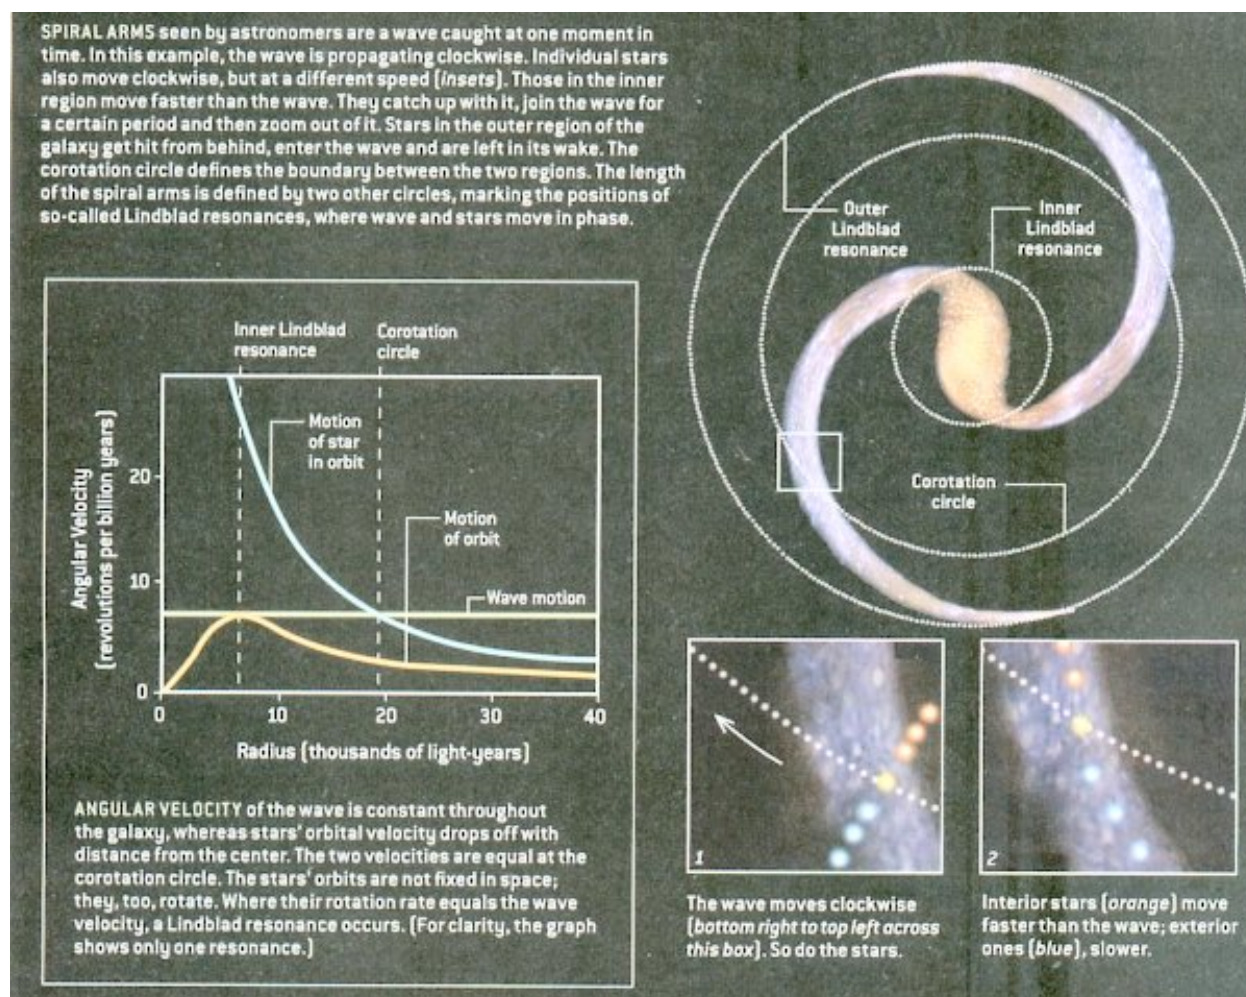 SPIRAL ARMS seen by astronomers are a wave caught at one moment in
time. In this example, the wave is propagating clockwise. Individual stars
also move clockwise, but at a different speed (insets). Those in the inner
region move faster than the wave. They catch up with it, join the wave for
a certain period and then zoom out of it. Stars in the outer region of the
galaxy get hit from behind, enter the wave and are left in its wake. The
corotation circle defines the boundary between the two regions. The length
of the spiral arms is defined by two other circles, marking the positions of
so-called Lindblad resonances, where wave and stars move in phase.
Outer
Lindblad
resonance
Inner
Lindblad
resonance
Corotation
circle
Inner Lindblad
resonance
Corotation
circle
Motion
of star
in orbit
Motion
of orbit
Wave motion
Angular Velocity
(revolutions per billion years)
20
10
0
0 10 20 30 40
Radius (thousands of light-years)
ANGULAR VELOCITY of the wave is constant throughout
the galaxy, whereas stars' orbital velocity drops off with
distance from the center. The two velocities are equal at the
corotation circle. The stars' orbits are not fixed in space;
they, too, rotate. Where their rotation rate equals the wave
velocity, a Lindblad resonance occurs. (For clarity, the graph
shows only one resonance.)
1
The wave moves clockwise
(bottom right to top left across
this box). So do the stars.
2
Interior stars (orange) move
faster than the wave; exterior
ones (blue), slower.